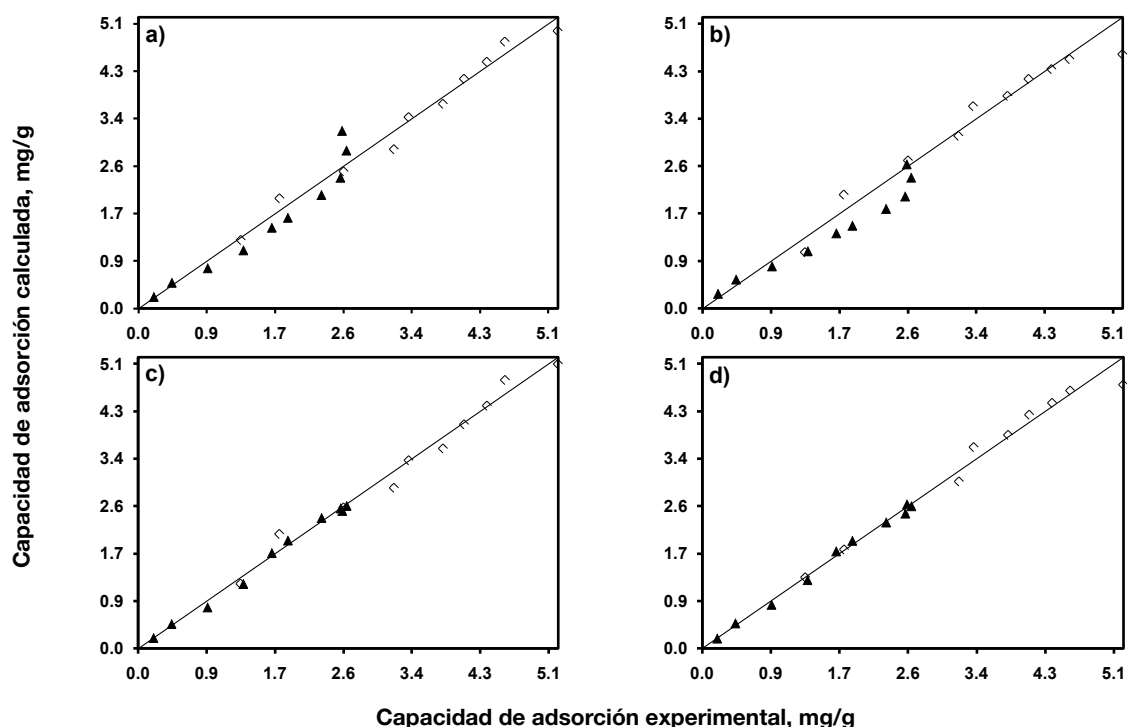 Capacidad de adsorción calculada, mg/g
a)
5.1
4.3
3.4
2.6
1.7
0.9
0.0
0.0 0.9 1.7 2.6 3.4 4.3 5.1
b)
5.1
4.3
3.4
2.6
1.7
0.9
0.0
0.0 0.9 1.7 2.6 3.4 4.3 5.1
c)
5.1
4.3
3.4
2.6
1.7
0.9
0.0
0.0 0.9 1.7 2.6 3.4 4.3 5.1
d)
5.1
4.3
3.4
2.6
1.7
0.9
0.0
0.0 0.9 1.7 2.6 3.4 4.3 5.1
Capacidad de adsorción experimental, mg/g